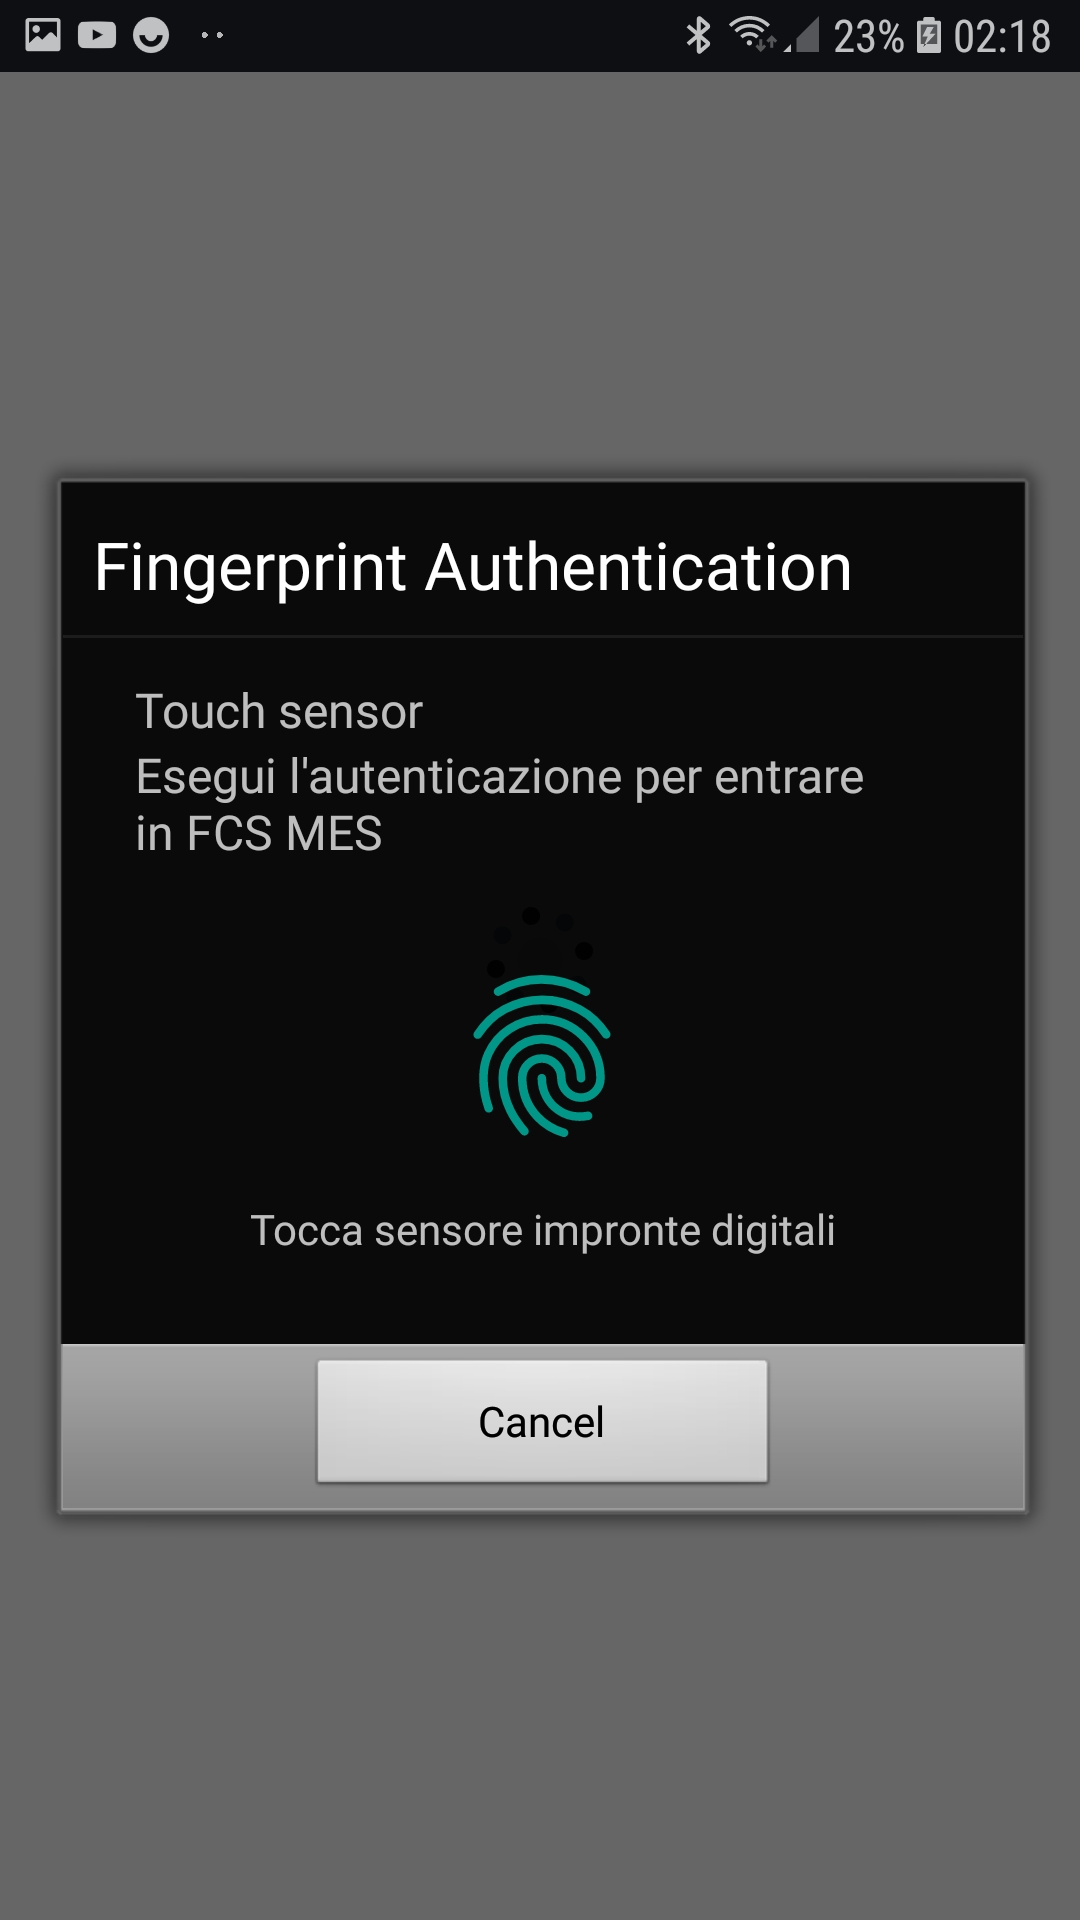 23% 02:18
Fingerprint Authentication
Touch sensor
Esegui l'autenticazione per entrare
in FCS MES
Tocca sensore impronte digitali
Cancel